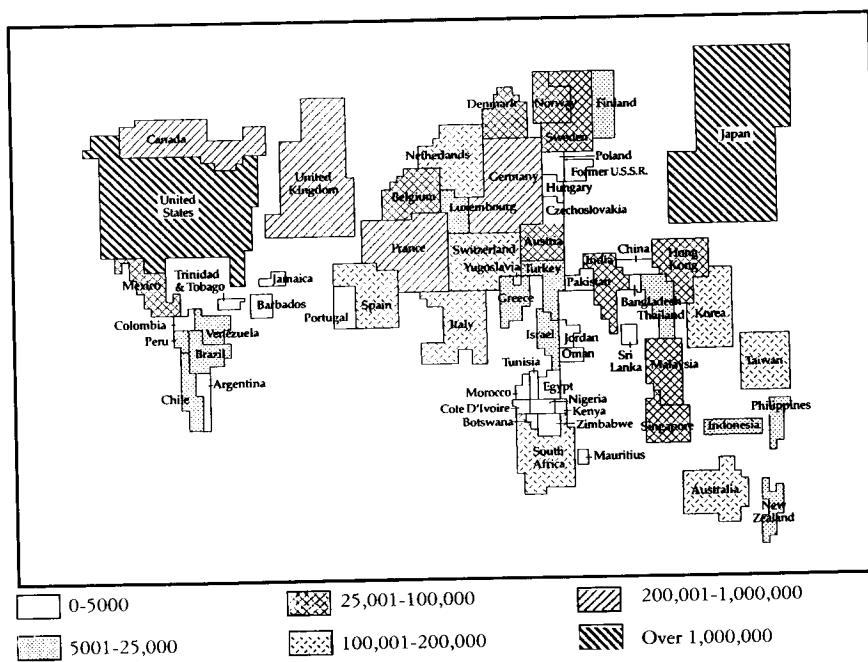 Canada
United
States
Mexico
Trinidad
& Tobago
Jamaica
Barbados
Colombia
Venezuela
Peru
Brazil
Argentina
Chile
United
Kingdom
Denmark
Norway
Finland
Sweden
Netherlands
Germany
Poland
Former U.S.S.R.
Hungary
Belgium
Luxembourg
Czechoslovakia
France
Switzerland
Austria
Yugoslavia
Turkey
Portugal
Spain
Italy
Greece
Israel
Jordan
Oman
Tunisia
Egypt
Morocco
Nigeria
Cote D'Ivoire
Kenya
Botswana
Zimbabwe
South
Africa
Mauritius
Japan
China
India
Hong
Kong
Pakistan
Bangladesh
Thailand
Korea
Sri
Lanka
Malaysia
Taiwan
Singapore
Indonesia
Philippines
Australia
New
Zealand
0-5000
25,001-100,000
200,001-1,000,000
5001-25,000
100,001-200,000
Over 1,000,000